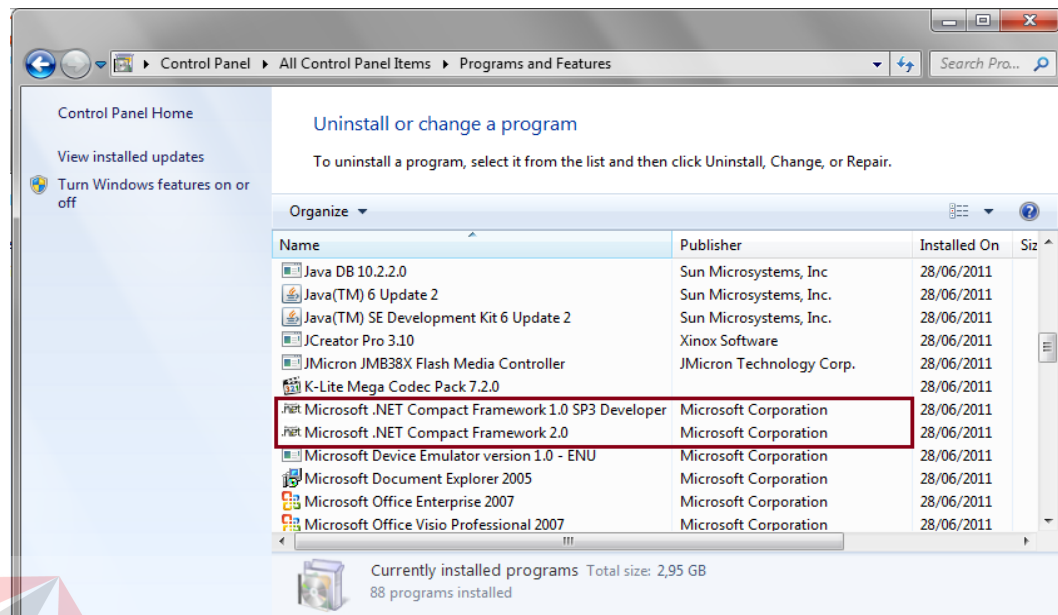 Control Panel ▸ All Control Panel Items ▸ Programs and Features
Search Pro...
Control Panel Home
View installed updates
Turn Windows features on or
off
Uninstall or change a program
To uninstall a program, select it from the list and then click Uninstall, Change, or Repair.
Organize
Name Publisher Installed On Siz
Java DB 10.2.2.0 Sun Microsystems, Inc 28/06/2011
Java(TM) 6 Update 2 Sun Microsystems, Inc. 28/06/2011
Java(TM) SE Development Kit 6 Update 2 Sun Microsystems, Inc. 28/06/2011
JCreator Pro 3.10 Xinox Software 28/06/2011
JMicron JMB38X Flash Media Controller JMicron Technology Corp. 28/06/2011
K-Lite Mega Codec Pack 7.2.0 28/06/2011
Microsoft .NET Compact Framework 1.0 SP3 Developer Microsoft Corporation 28/06/2011
Microsoft .NET Compact Framework 2.0 Microsoft Corporation 28/06/2011
Microsoft Device Emulator version 1.0 - ENU Microsoft Corporation 28/06/2011
Microsoft Document Explorer 2005 Microsoft Corporation 28/06/2011
Microsoft Office Enterprise 2007 Microsoft Corporation 28/06/2011
Microsoft Office Visio Professional 2007 Microsoft Corporation 28/06/2011
Currently installed programs Total size: 2,95 GB
88 programs installed